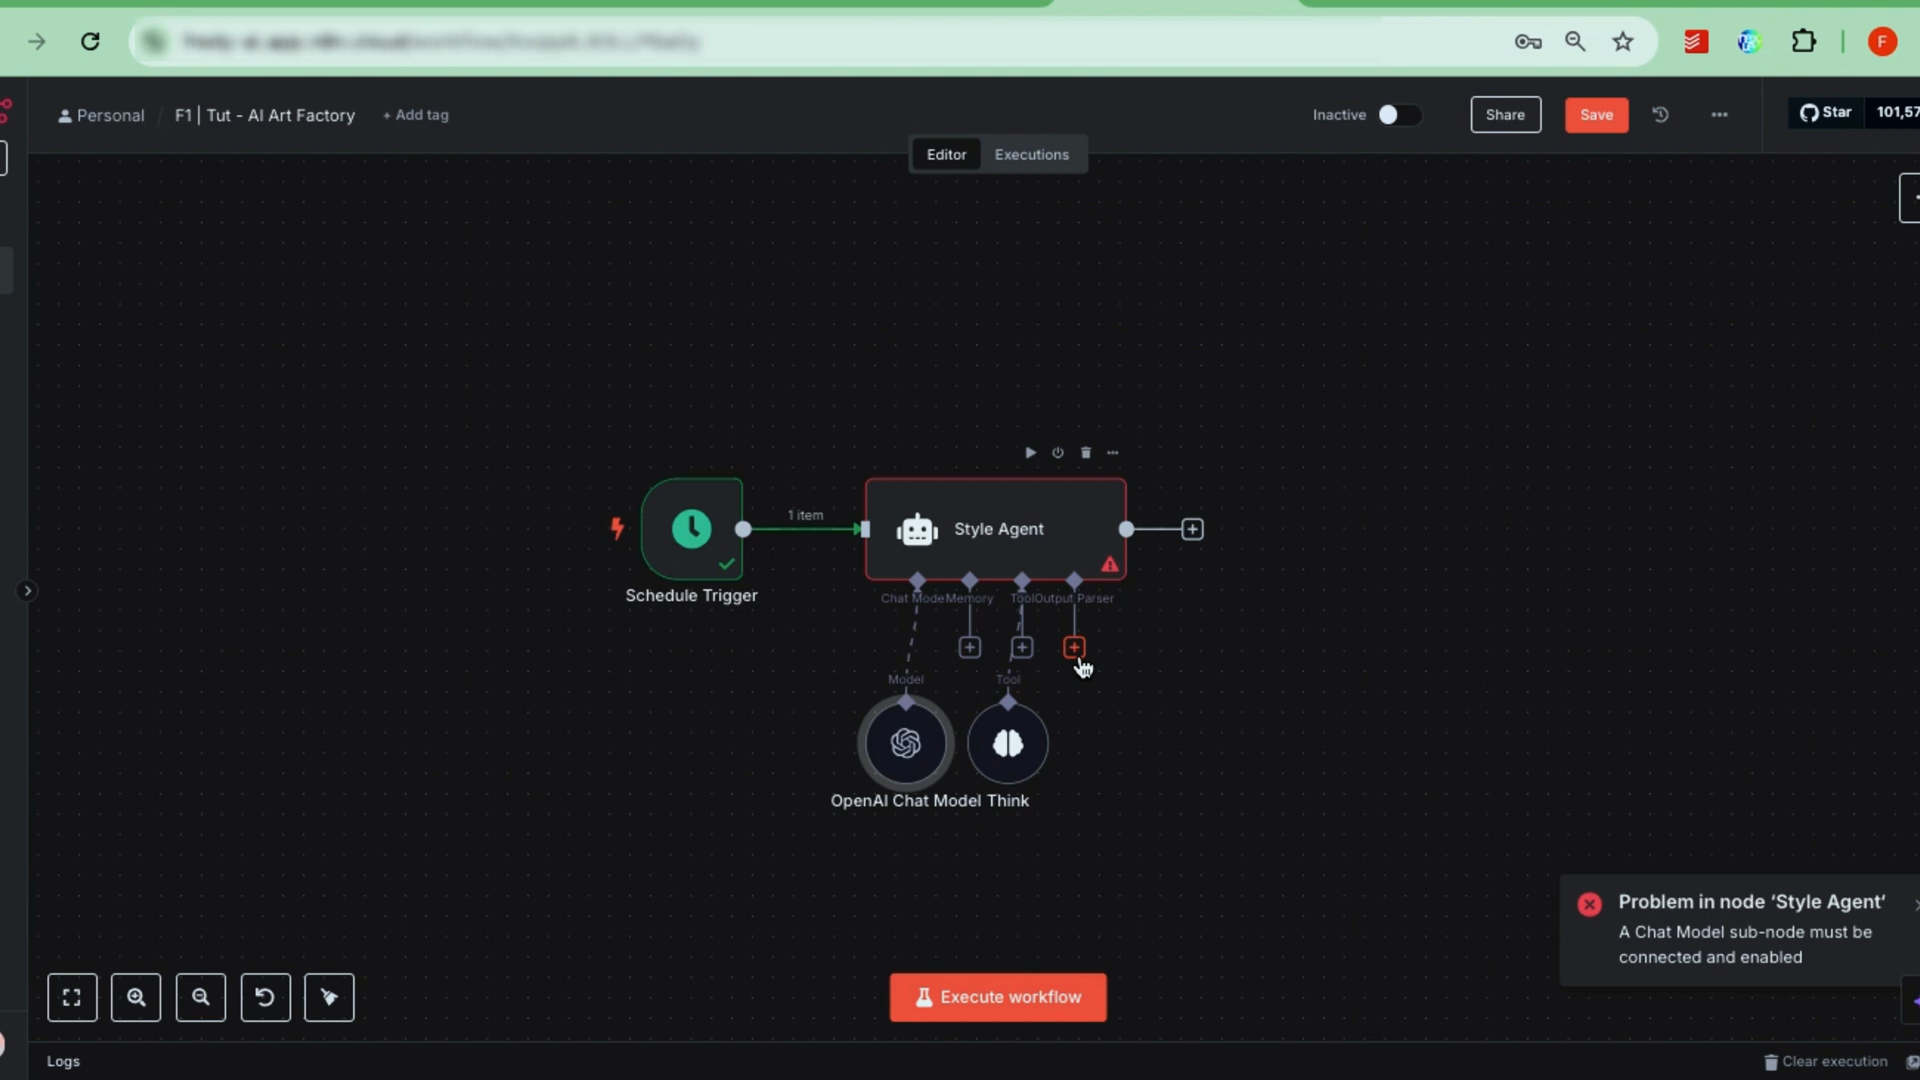 F
Personal / F1 | Tut - AI Art Factory + Add tag
Inactive
Share
Save
Star
101,57
Editor
Executions
1 item
Style Agent
Schedule Trigger
Chat Mode
Memory
Tool
Output Parser
Model
Tool
OpenAI Chat Model
Think
Problem in node ‘Style Agent’
A Chat Model sub-node must be
connected and enabled
Execute workflow
Logs
Clear execution